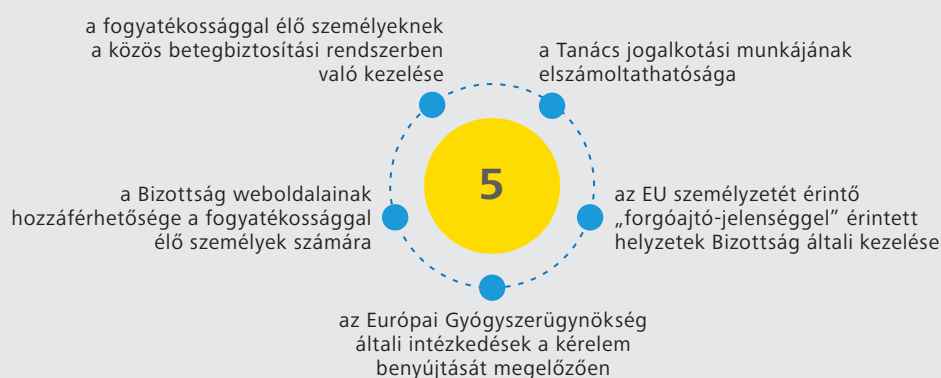 a fogyatékossággal élő személyeknek
a közös betegbiztosítási rendszerben
való kezelése
a Tanács jogalkotási munkájának
elszámoltathatósága
5
a Bizottság weboldalainak
hozzáférhetősége a fogyatékossággal
élő személyek számára
az EU személyzetét érintő
„forgóajtó-jelenséggel” érintett
helyzetek Bizottság általi kezelése
az Európai Gyógyszerügynökség
általi intézkedések a kérelem
benyújtását megelőzően